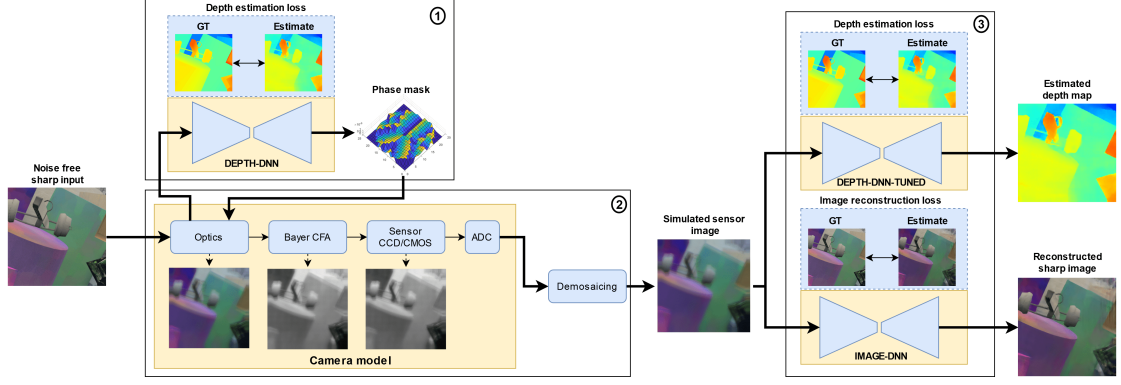 Depth estimation loss
1
GT
Estimate
DEPTH-DNN
Phase mask
Noise free
sharp input
2
Optics
Bayer CFA
Sensor
CCD/CMOS
ADC
Camera model
Demosaicing
Simulated sensor
image
3
Depth estimation loss
GT
Estimate
DEPTH-DNN-TUNED
Image reconstruction loss
GT
Estimate
IMAGE-DNN
Estimated
depth map
Reconstructed
sharp image